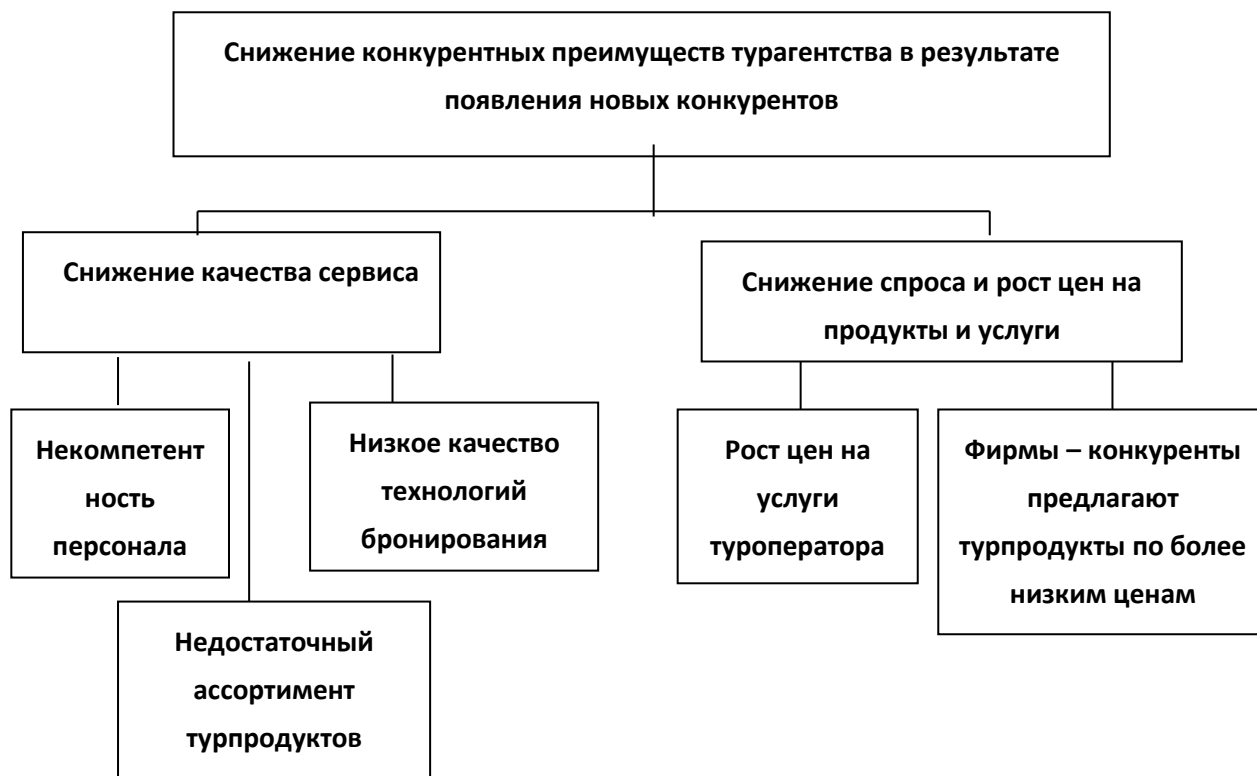 Снижение конкурентных преимуществ турагентства в результате
появления новых конкурентов
Снижение качества сервиса
Снижение спроса и рост цен на
продукты и услуги
Некомпетент
ность
персонала
Низкое качество
технологий
бронирования
Рост цен на
услуги
туроператора
Фирмы – конкуренты
предлагают
турпродукты по более
низким ценам
Недостаточный
ассортимент
турпродуктов